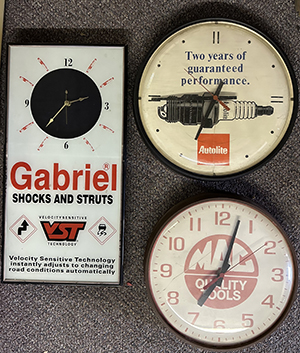 12
3
6
9
Gabriel®
SHOCKS AND STRUTS
VELOCITY SENSITIVE
VST
TECHNOLOGY
Velocity Sensitive Technology
instantly adjusts to changing
road conditions automatically
Two years of
guaranteed
performance.
Autolite
12
1
2
3
4
5
6
7
8
9
10
11
MAC
QUALITY
TOOLS